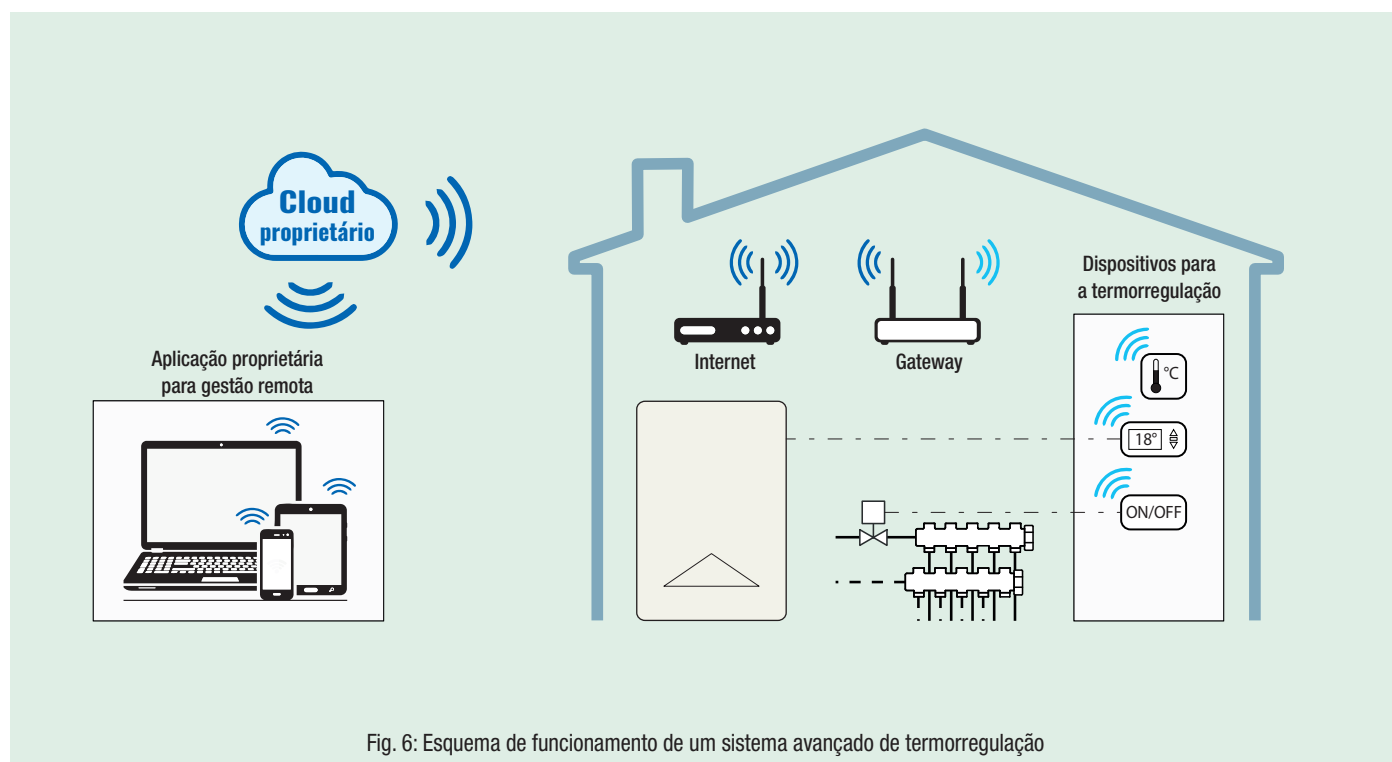 Cloud
proprietário
Aplicação proprietária
para gestão remota
Internet
Gateway
Dispositivos para
a termorregulação
°C
18°
ON/OFF
Fig. 6: Esquema de funcionamento de um sistema avançado de termorregulação